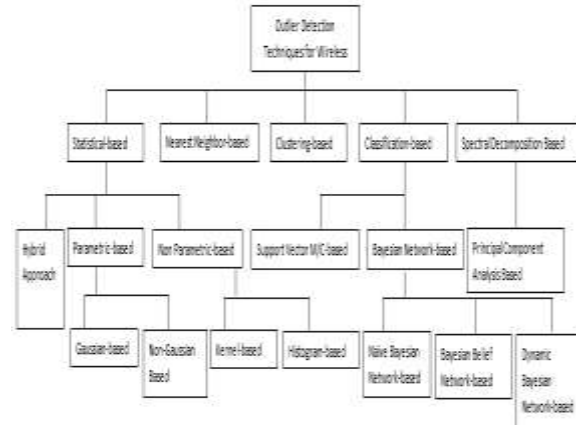 Outlier Detection
Techniques for Wireless
Statistical-based
Nearest Neighbor-based
Clustering-based
Classification-based
Spectral Decomposition Based
Hybrid
Approach
Parametric-based
Non Parametric-based
Support Vector M/C-based
Bayesian Network-based
Principal Component
Analysis Based
Gaussian-based
Non-Gaussian
Based
Kernel-based
Histogram-based
Naive Bayesian
Network-based
Bayesian Belief
Network-based
Dynamic
Bayesian
Network-based